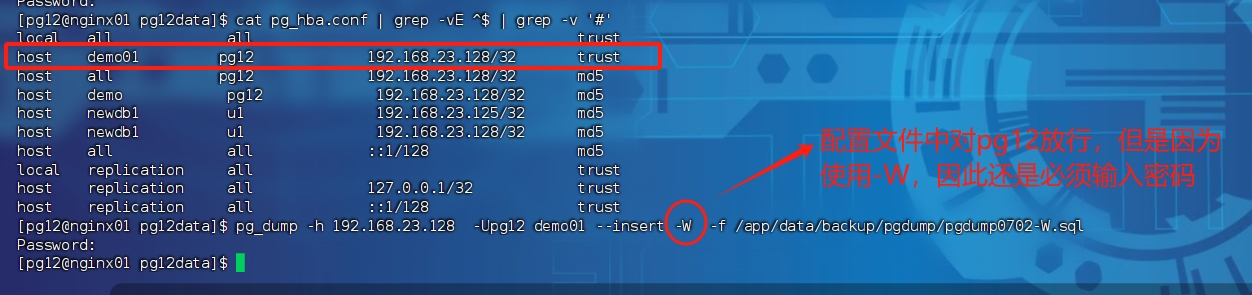 Password:
[pg12@nginx01 pg12data]$ cat pg_hba.conf | grep -vE ^$ | grep -v '#'
local all all trust
host demo01 pg12 192.168.23.128/32 trust
host all pg12 192.168.23.128/32 md5
host demo pg12 192.168.23.128/32 md5
host newdb1 u1 192.168.23.125/32 md5
host newdb1 u1 192.168.23.128/32 md5
host all all ::1/128 md5
local replication all trust
host replication all 127.0.0.1/32 trust
host replication all ::1/128 trust
[pg12@nginx01 pg12data]$ pg_dump -h 192.168.23.128 -Upg12 demo01 --insert -W -f /app/data/backup/pgdump/pgdump0702-W.sql
Password:
[pg12@nginx01 pg12data]$
配置文件中对pg12放行，但是因为
使用-W，因此还是必须输入密码